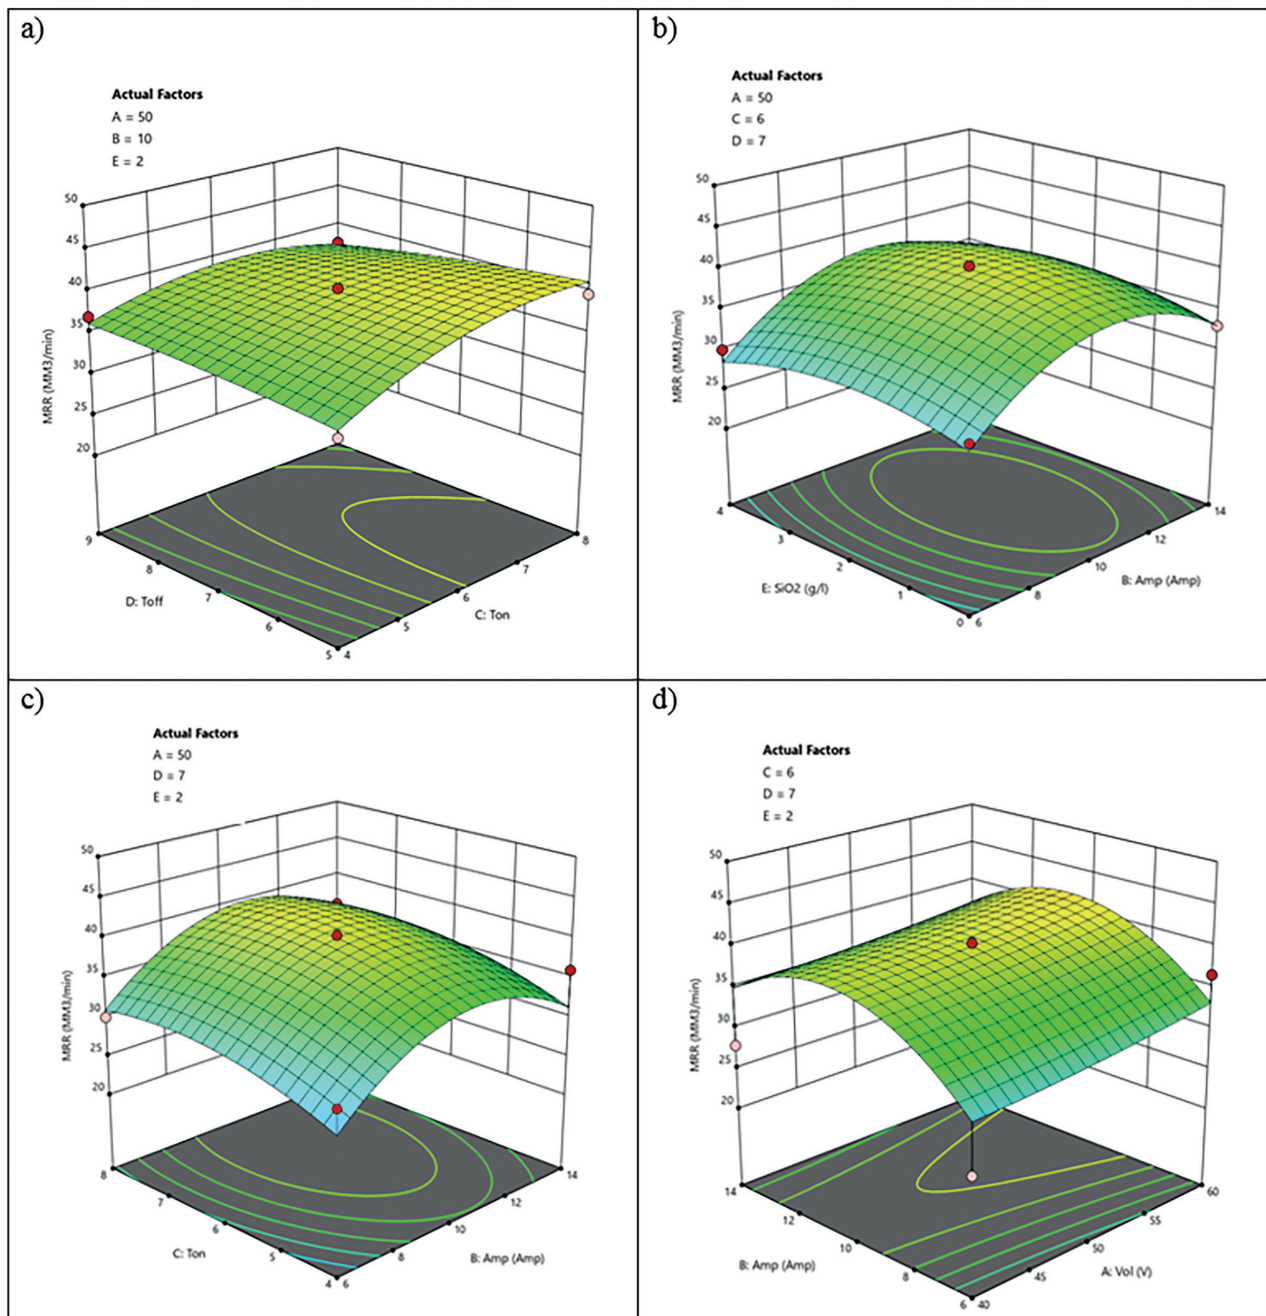 a)
Actual Factors
A = 50
B = 10
E = 2
50
45
40
35
30
25
20
MRR (MM3/min)
9
8
7
6
5
D: Toff
4
5
6
7
8
C: Ton
b)
Actual Factors
A = 50
C = 6
D = 7
50
45
40
35
30
25
20
MRR (MM3/min)
4
3
2
1
0
E: SiO2 (g/l)
6
8
10
12
14
B: Amp (Amp)
c)
Actual Factors
A = 50
D = 7
E = 2
50
45
40
35
30
25
20
MRR (MM3/min)
8
7
6
5
4
C: Ton
6
8
10
12
14
B: Amp (Amp)
d)
Actual Factors
C = 6
D = 7
E = 2
50
45
40
35
30
25
20
MRR (MM3/min)
14
12
10
8
6
B: Amp (Amp)
40
45
50
55
60
A: Vol (V)